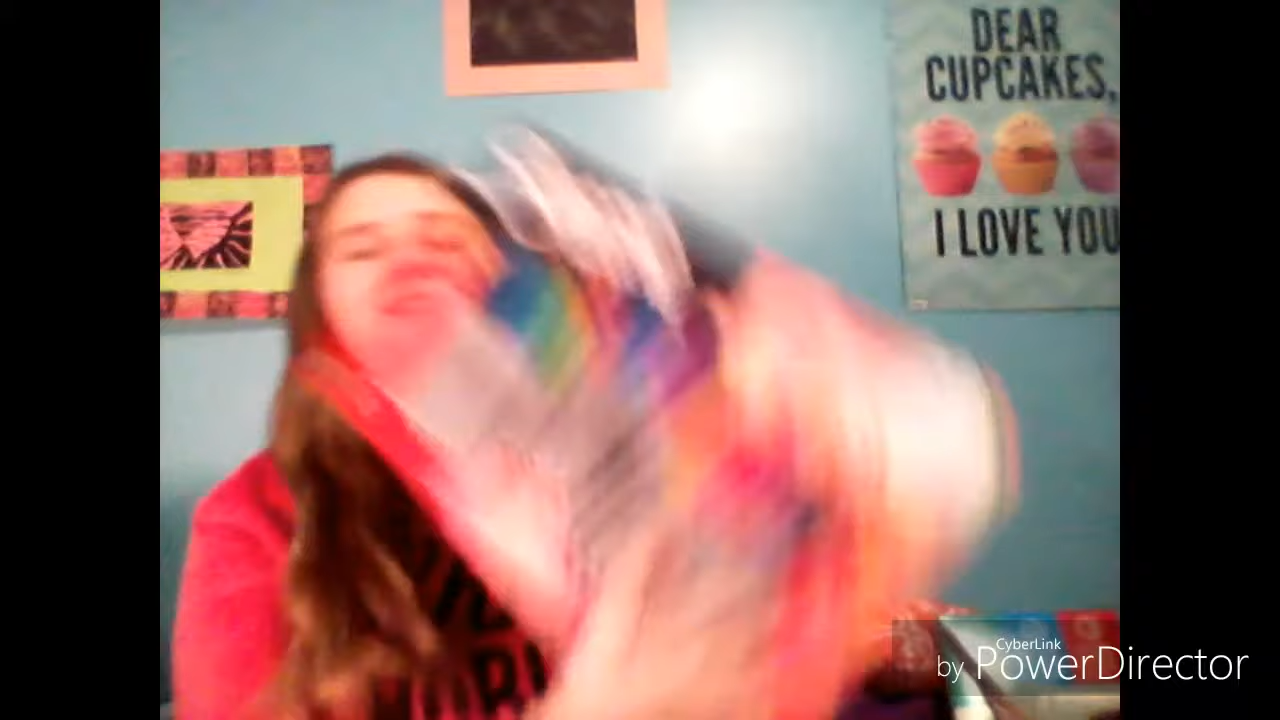 DEAR
CUPCAKES,
I LOVE YOU
CyberLink
by PowerDirector